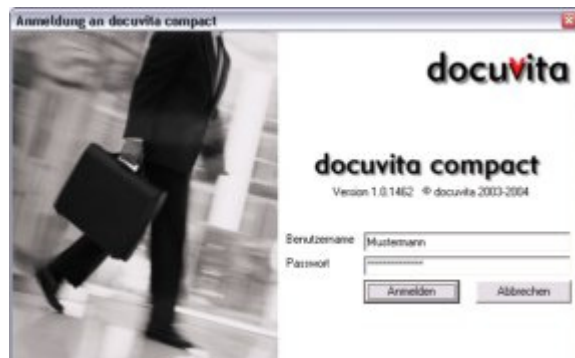 Anmeldung an docuvita compact
docuvita
docuvita compact
Version 1.0.1462 © docuvita 2003-2004
Benutzername Mustermann
Passwort
Anmelden Abbrechen